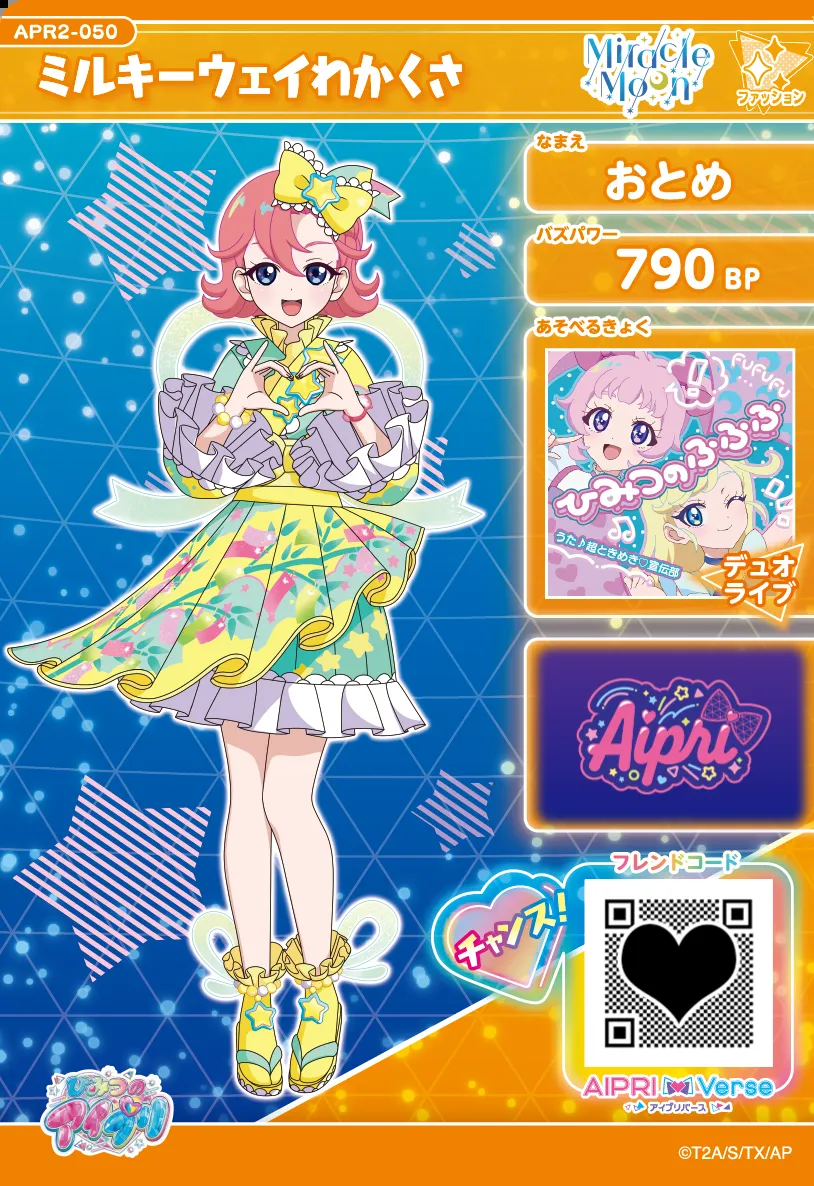 APR2-050
ミルキーウェイわかくさ
Miracle
Moon
ファッション
なまえ
おとめ
バズパワー
790 BP
あそべるきょく
FUFUFU
ひみつのふふふ
うた♪超ときめき♡宣伝部
デュオ
ライブ
Aipri
フレンドコード
チャンス!
AIPRI Verse
アイプリバース
ひみつの
アイプリ
©T2A/S/TX/AP